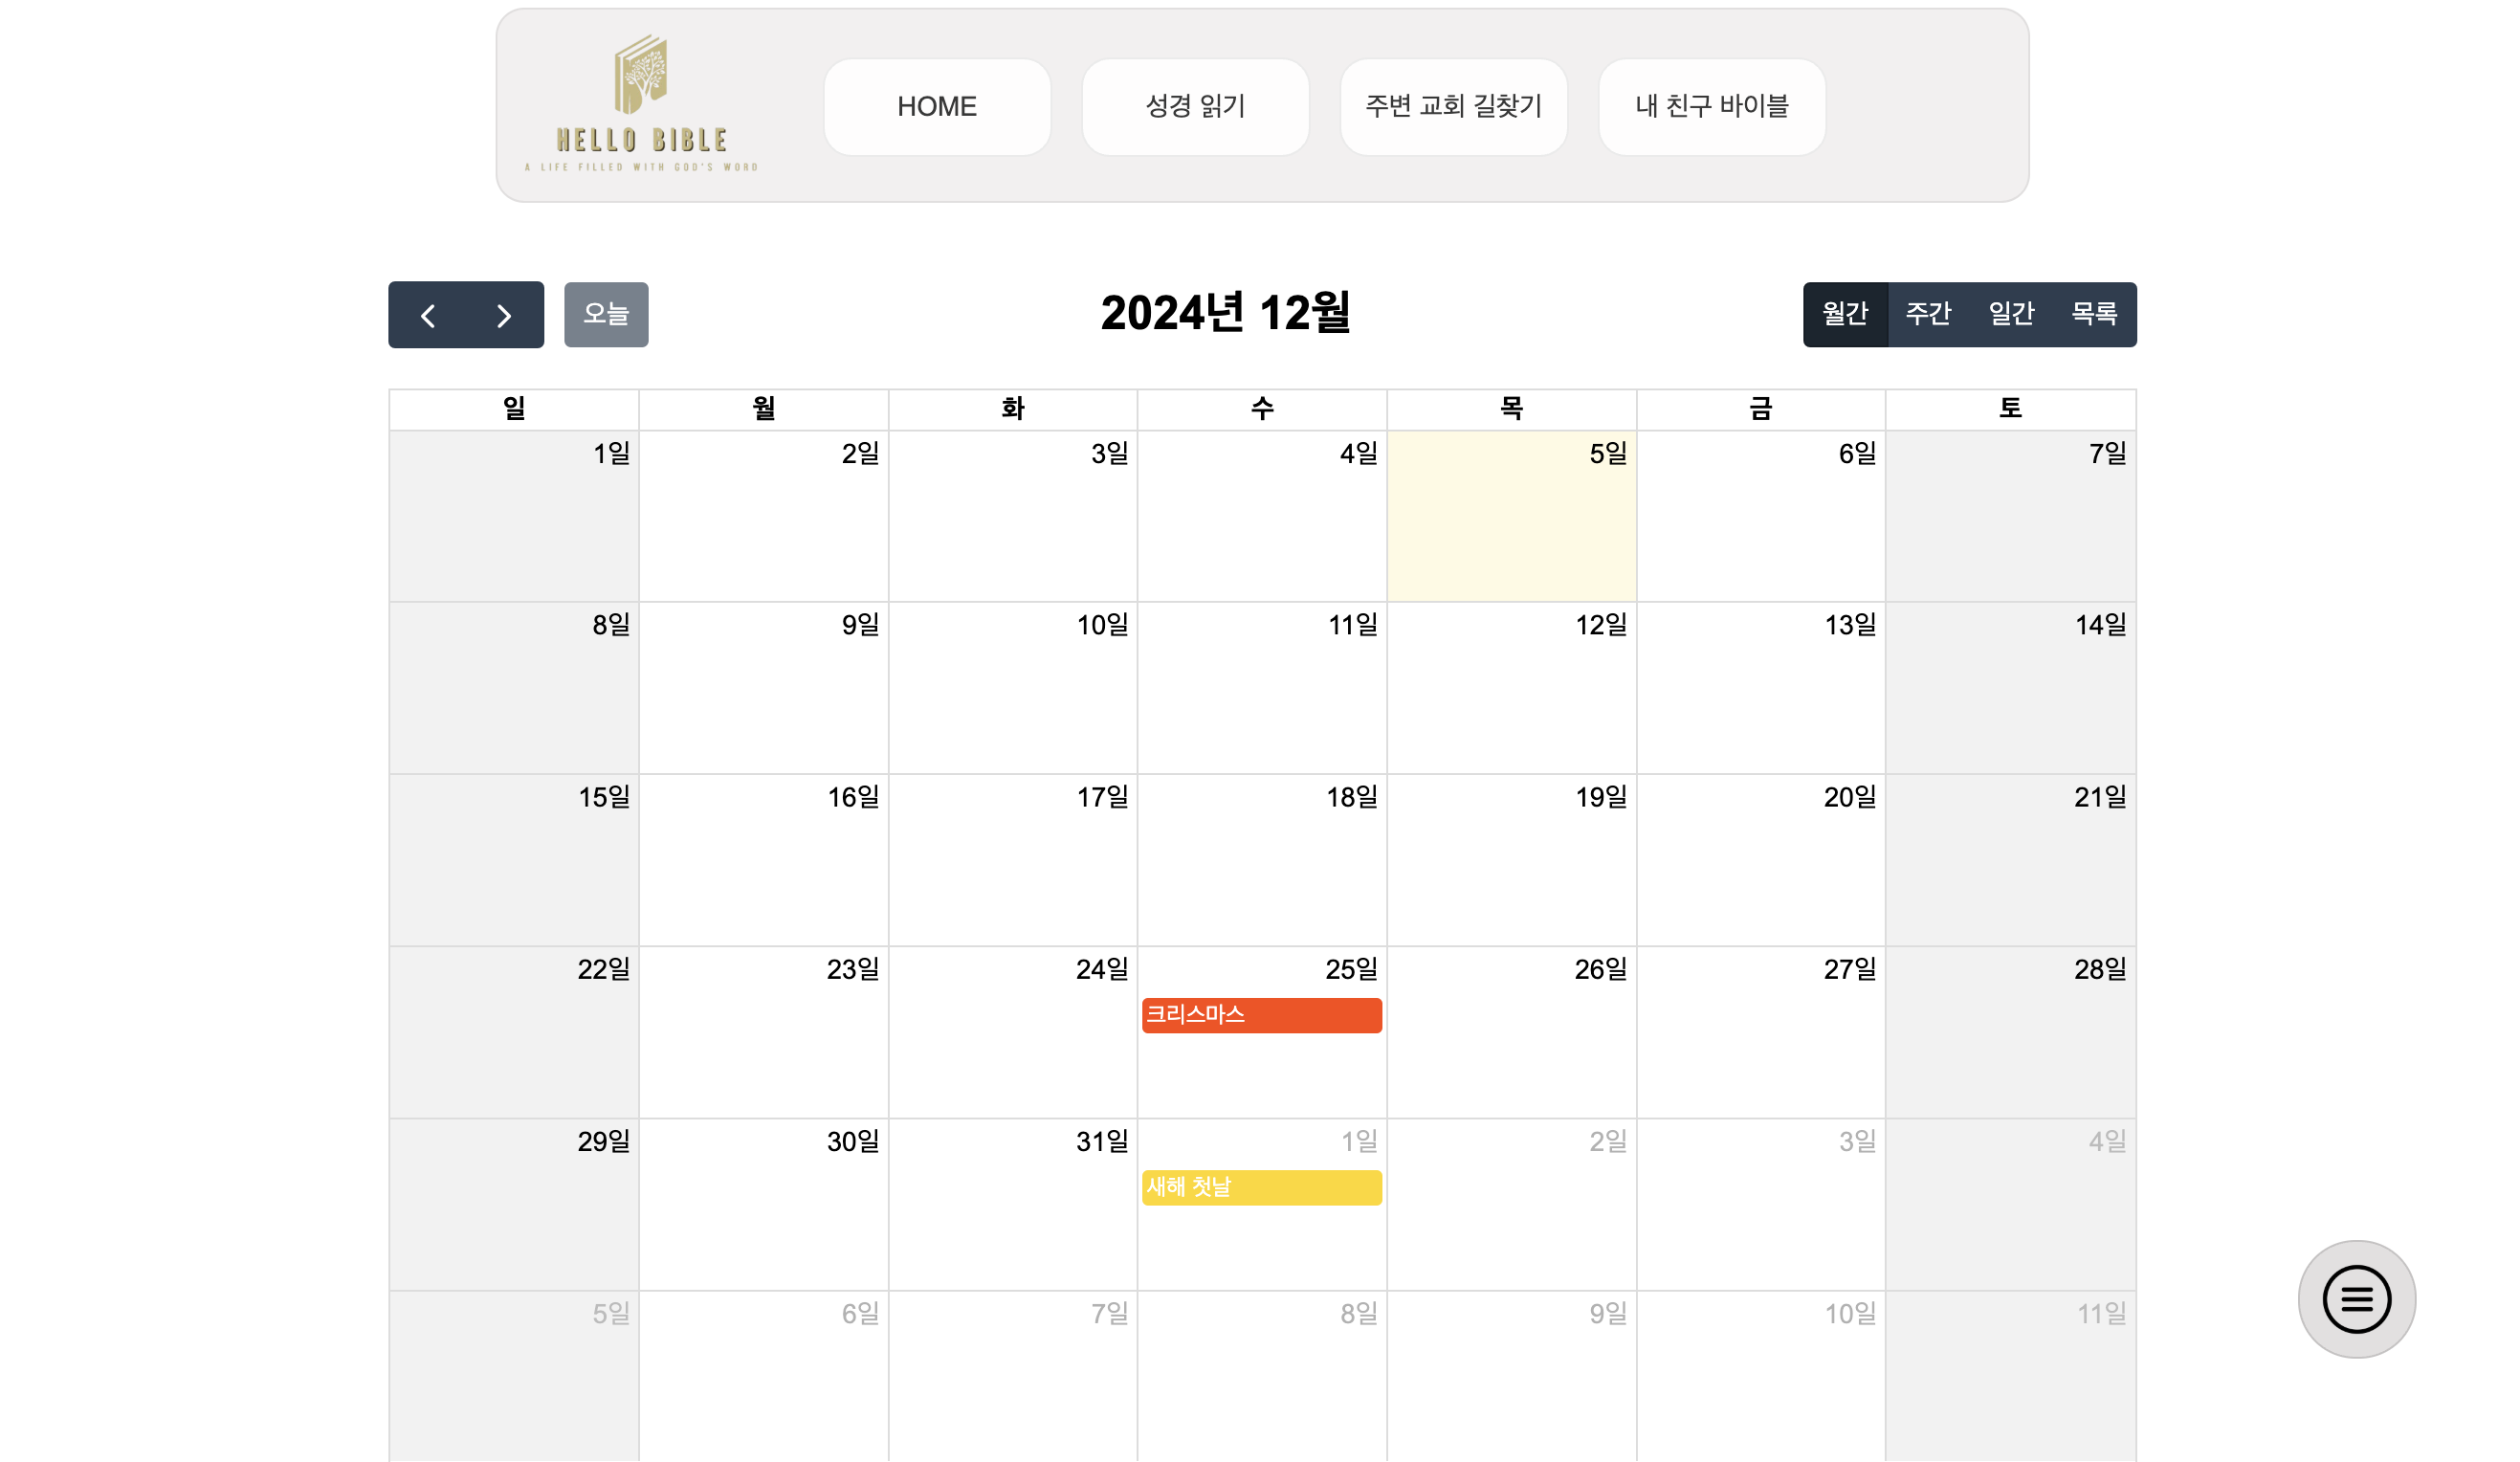 HELLO BIBLE
A LIFE FILLED WITH GOD'S WORD
HOME
성경 읽기
주변 교회 길찾기
내 친구 바이블
오늘
2024년 12월
월간 주간 일간 목록
일 월 화 수 목 금 토
1일 2일 3일 4일 5일 6일 7일
8일 9일 10일 11일 12일 13일 14일
15일 16일 17일 18일 19일 20일 21일
22일 23일 24일 25일 26일 27일 28일
크리스마스
29일 30일 31일 1일 2일 3일 4일
새해 첫날
5일 6일 7일 8일 9일 10일 11일